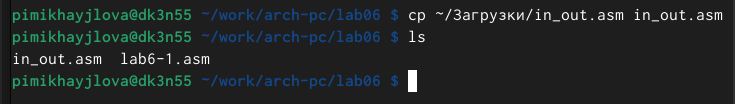 pimikhayjlova@dk3n55 ~/work/arch-pc/lab06 $ cp ~/Загрузки/in_out.asm in_out.asm
pimikhayjlova@dk3n55 ~/work/arch-pc/lab06 $ ls
in_out.asm  lab6-1.asm
pimikhayjlova@dk3n55 ~/work/arch-pc/lab06 $